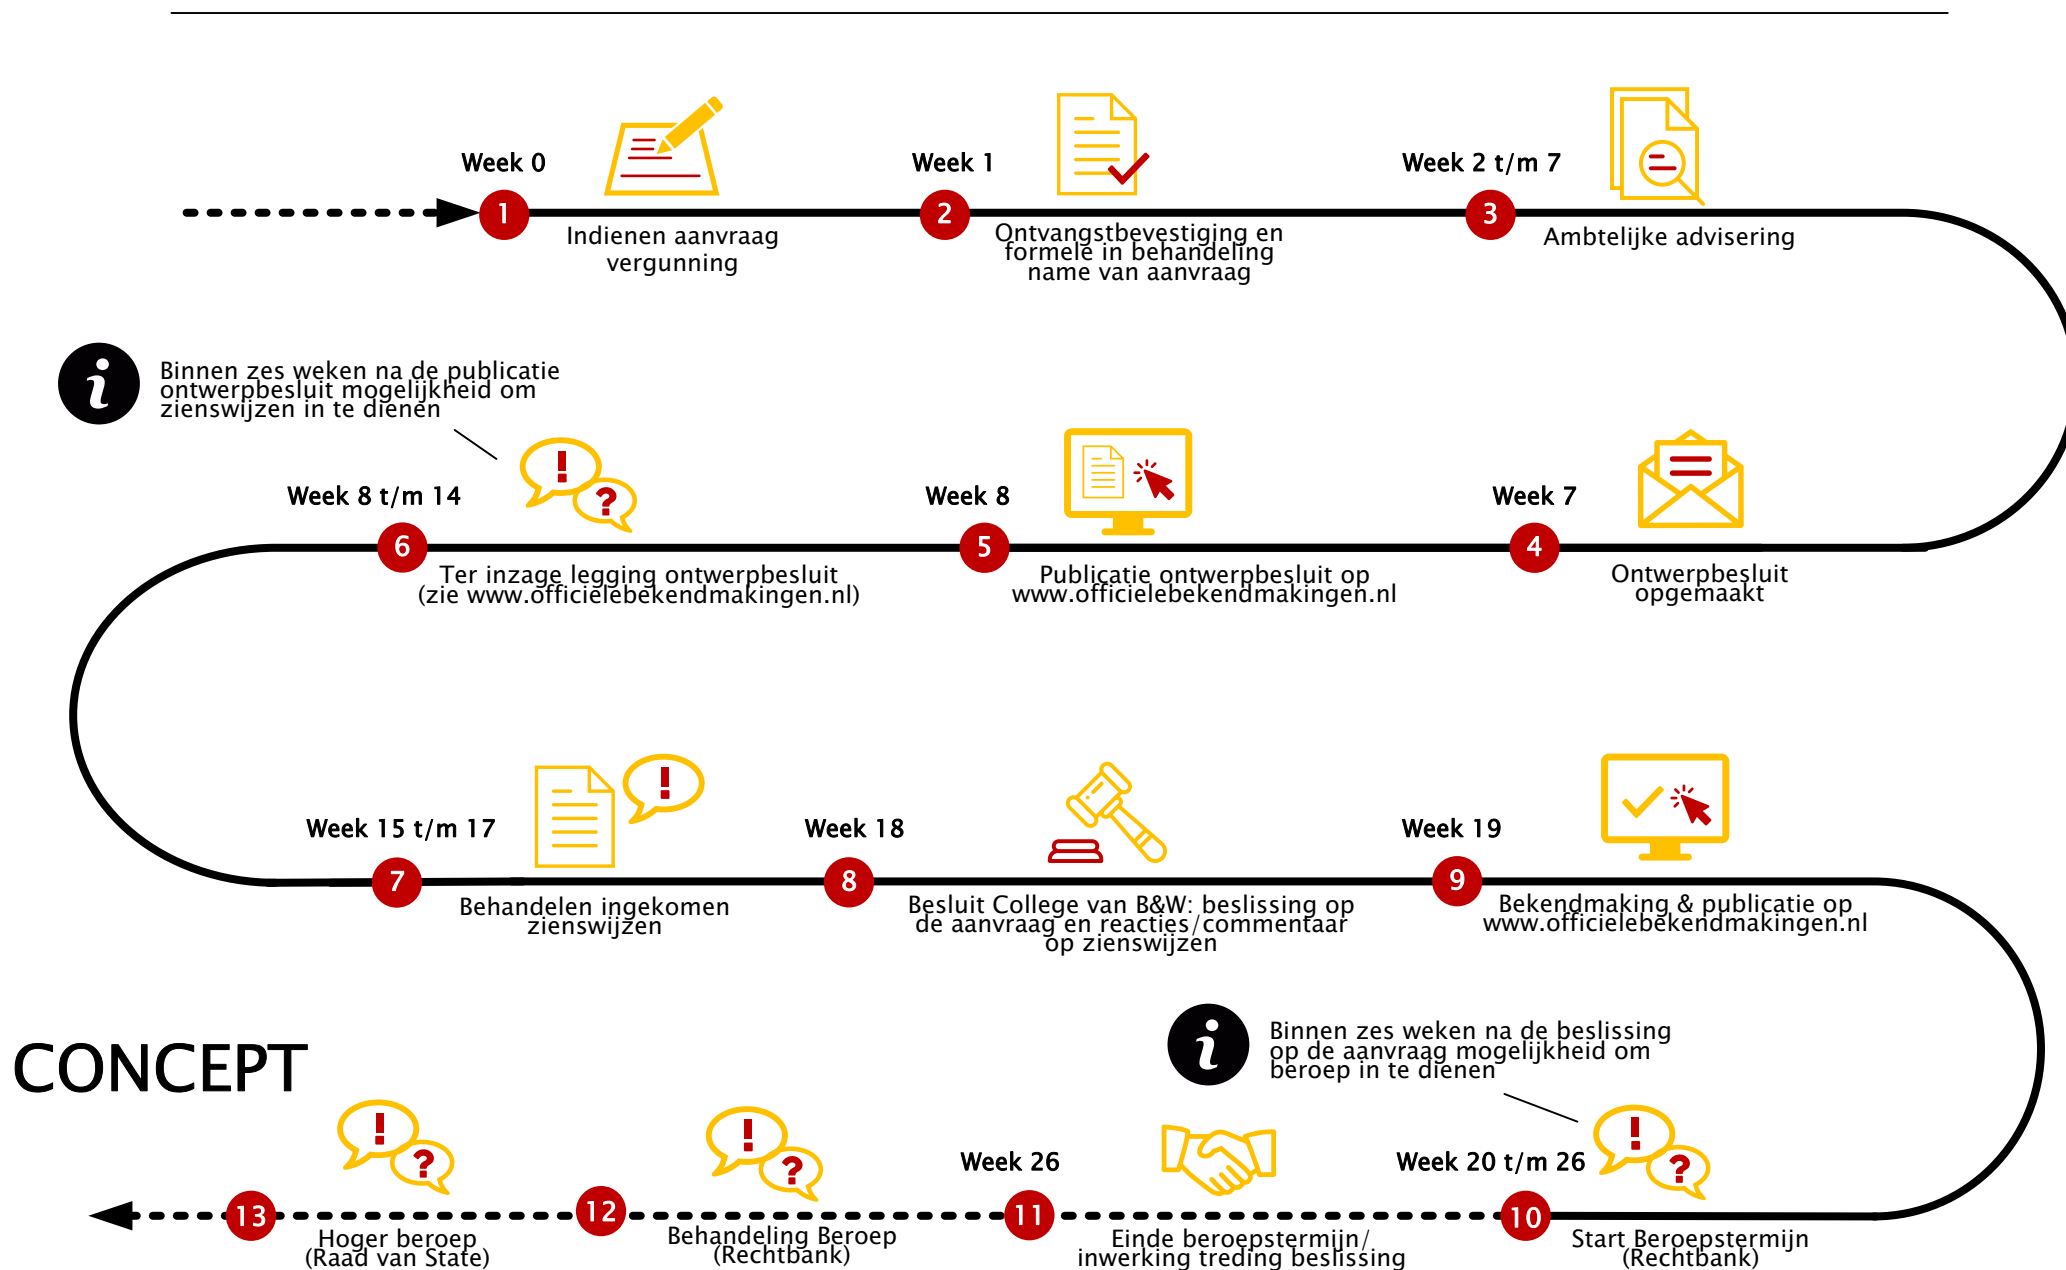 Week 0
1
Indienen aanvraag
vergunning
Week 1
2
Ontvangstbevestiging en
formele in behandeling
name van aanvraag
Week 2 t/m 7
3
Ambtelijke advisering
Week 7
4
Ontwerpbesluit
opgemaakt
Week 8
5
Publicatie ontwerpbesluit op
www.officielebekendmakingen.nl
i
Binnen zes weken na de publicatie
ontwerpbesluit mogelijkheid om
zienswijzen in te dienen
! ?
Week 8 t/m 14
6
Ter inzage legging ontwerpbesluit
(zie www.officielebekendmakingen.nl)
!
Week 15 t/m 17
7
Behandelen ingekomen
zienswijzen
Week 18
8
Besluit College van B&W: beslissing op
de aanvraag en reacties/commentaar
op zienswijzen
Week 19
9
Bekendmaking & publicatie op
www.officielebekendmakingen.nl
i
Binnen zes weken na de beslissing
op de aanvraag mogelijkheid om
beroep in te dienen
! ?
Week 20 t/m 26
10
Start Beroepstermijn
(Rechtbank)
Week 26
11
Einde beroepstermijn/
inwerking treding beslissing
! ?
12
Behandeling Beroep
(Rechtbank)
! ?
13
Hoger beroep
(Raad van State)
CONCEPT